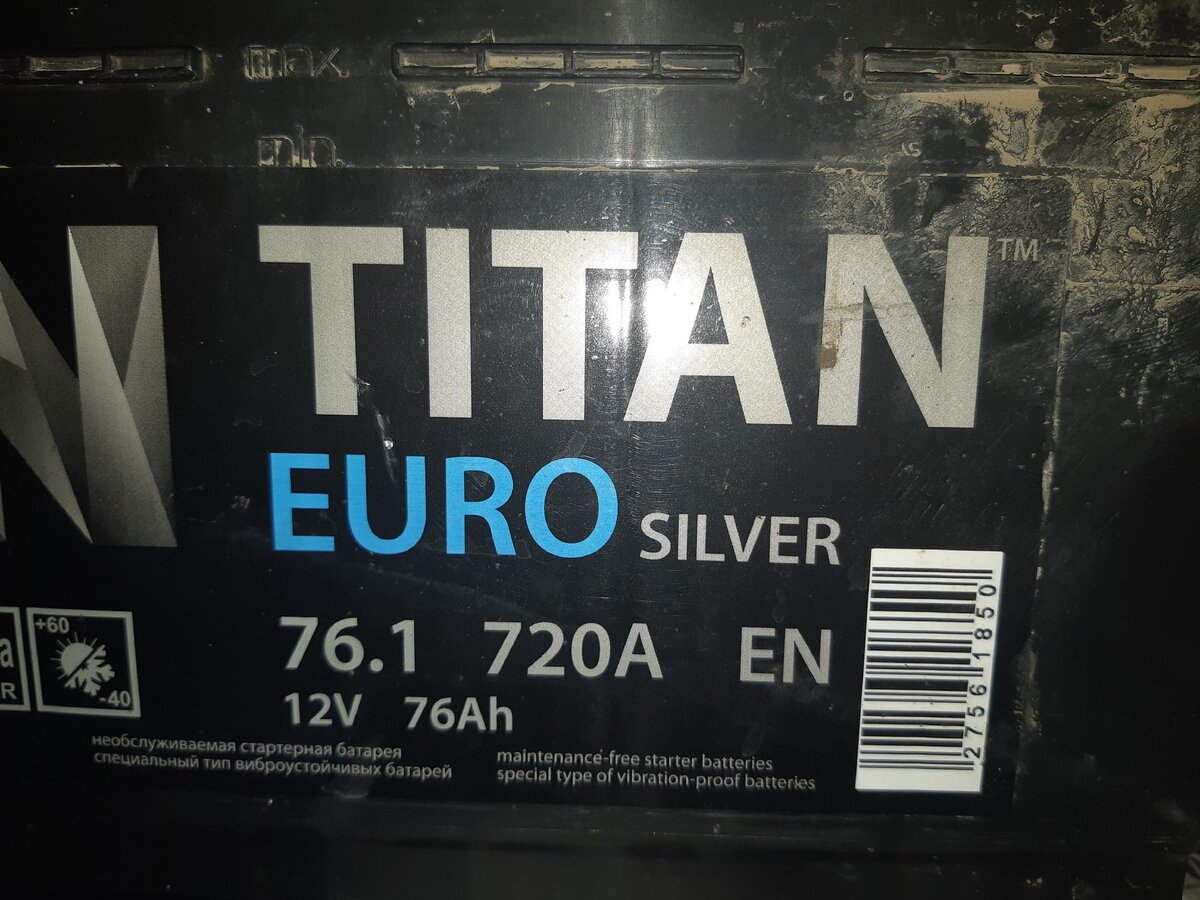 max.
min.
N
TITAN™
EURO SILVER
+60
-40
a
R
76.1 720A EN
12V 76Ah
необслуживаемая стартерная батарея
специальный тип виброустойчивых батарей
maintenance-free starter batteries
special type of vibration-proof batteries
27561850